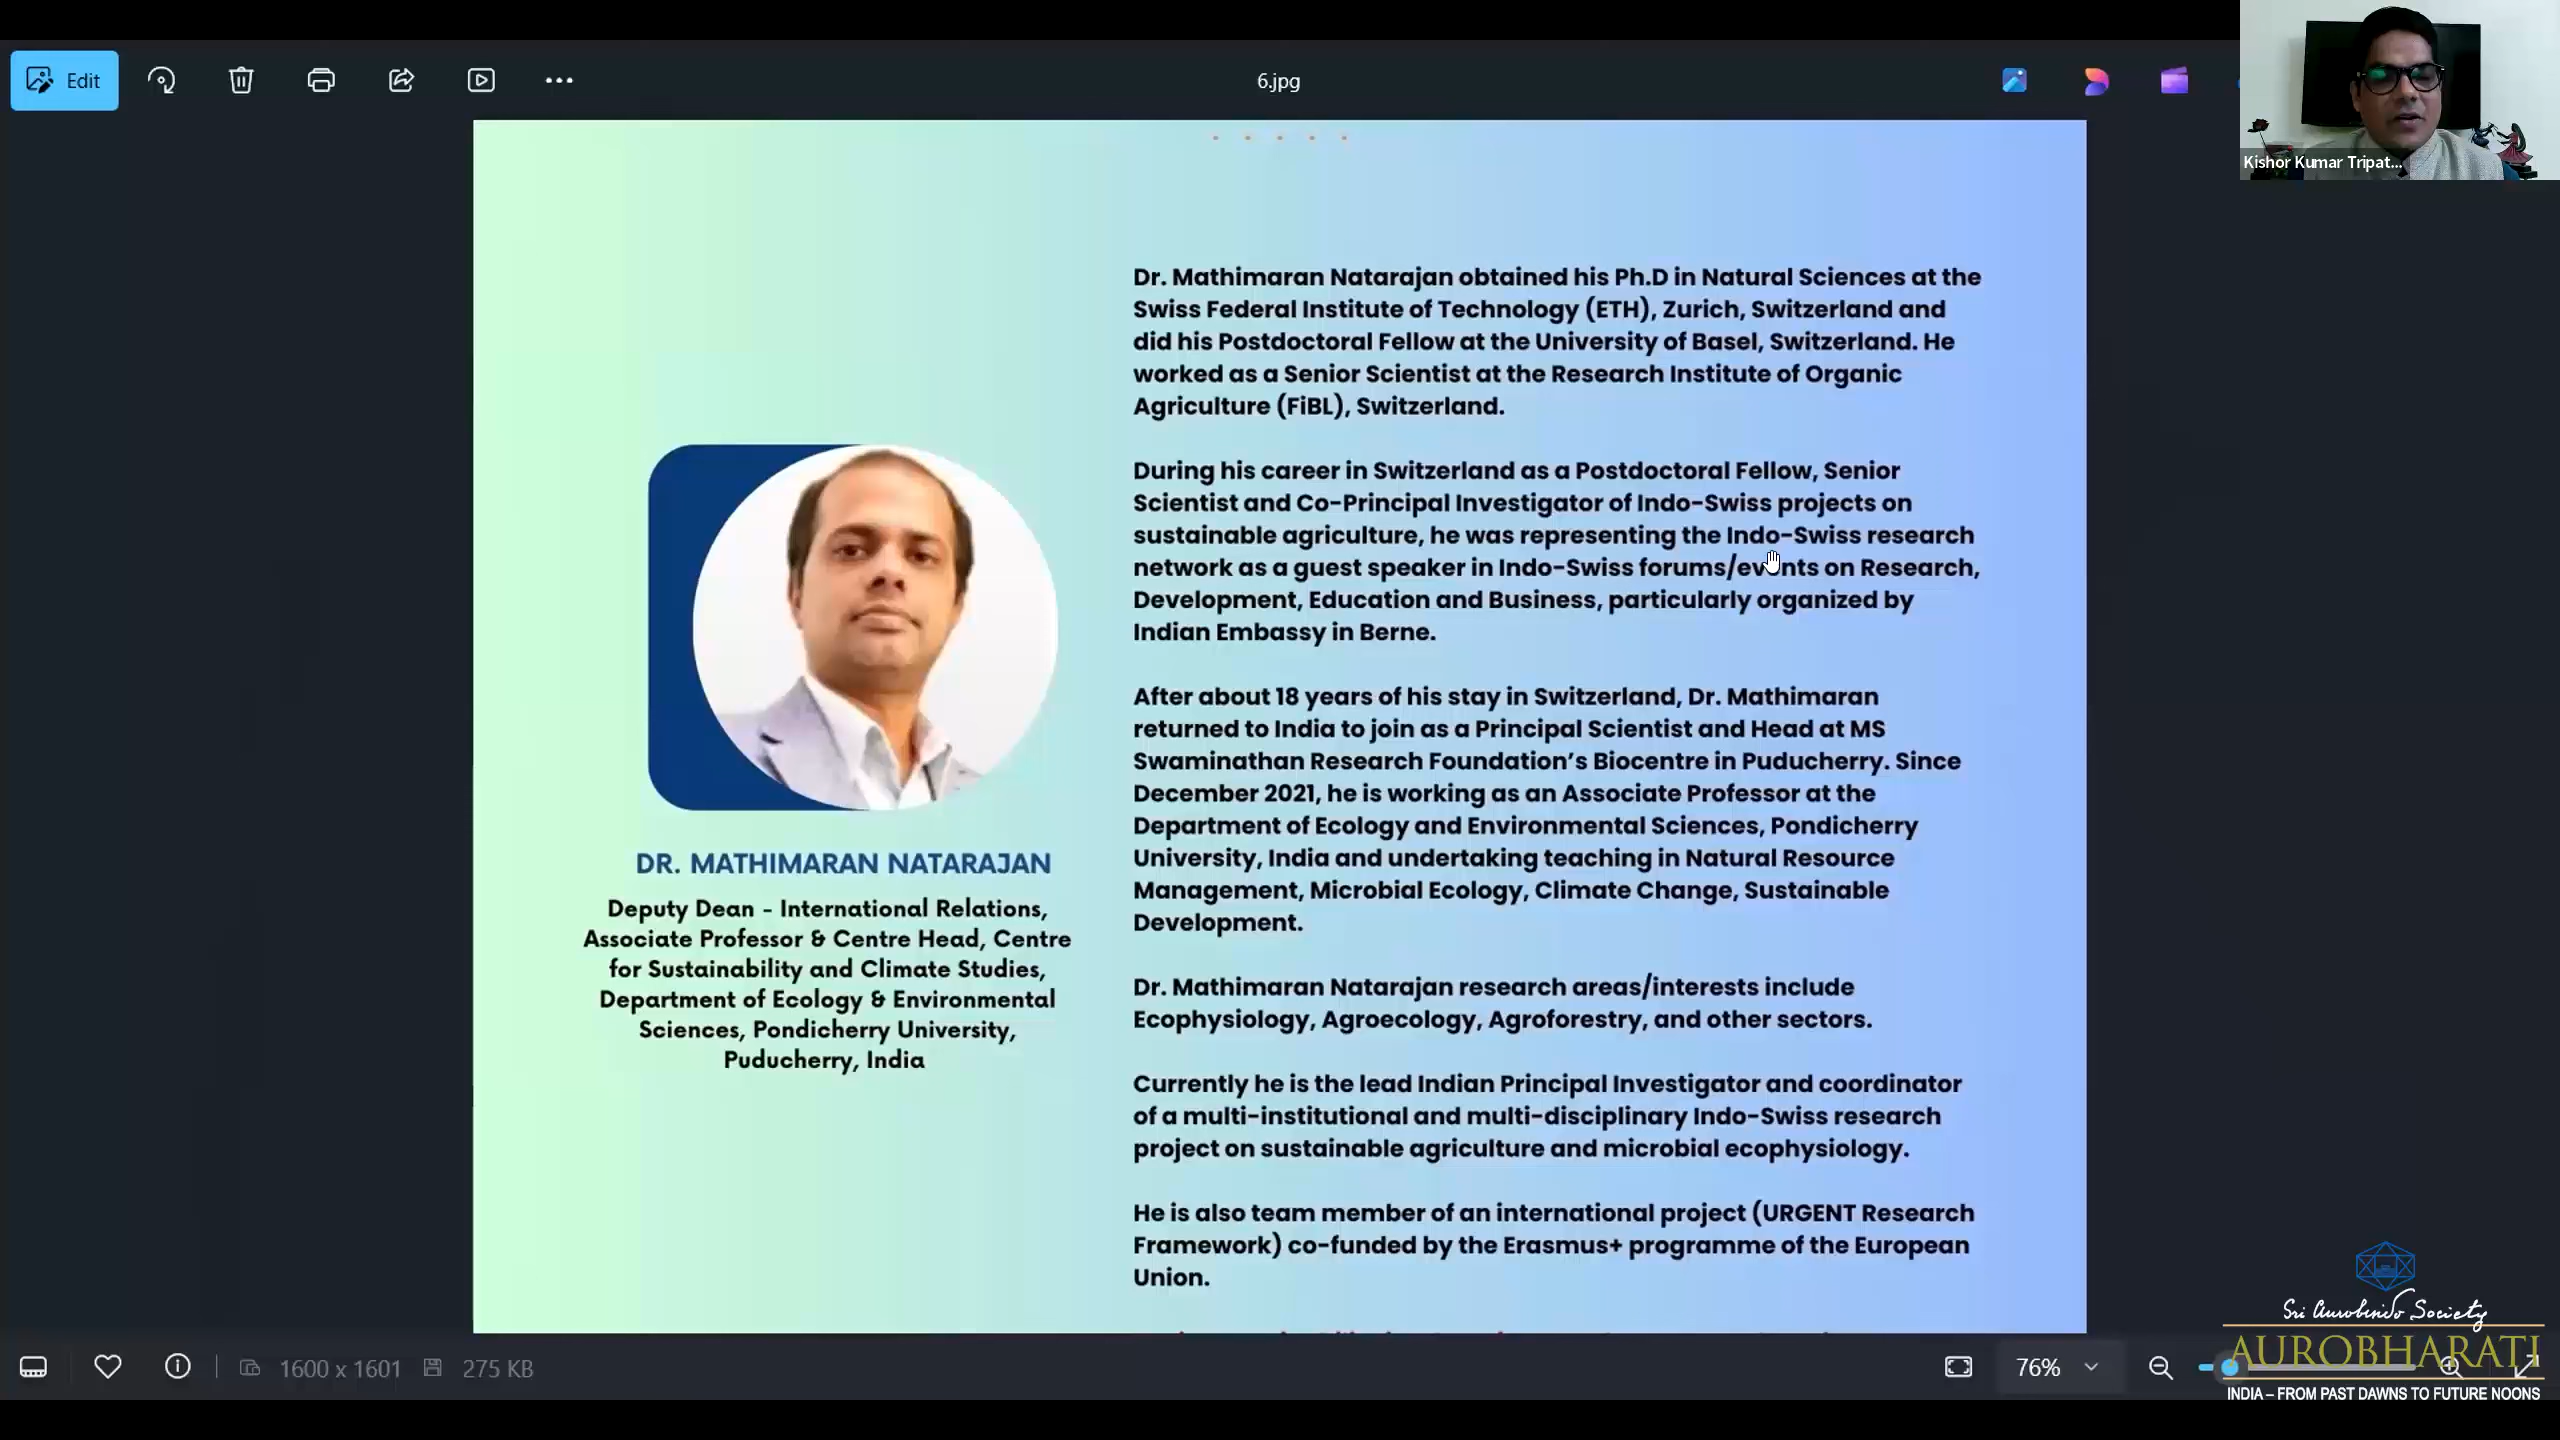 Edit
6.jpg
Kishor Kumar Tripat...
Dr. Mathimaran Natarajan obtained his Ph.D in Natural Sciences at the
Swiss Federal Institute of Technology (ETH), Zurich, Switzerland and
did his Postdoctoral Fellow at the University of Basel, Switzerland. He
worked as a Senior Scientist at the Research Institute of Organic
Agriculture (FiBL), Switzerland.
During his career in Switzerland as a Postdoctoral Fellow, Senior
Scientist and Co-Principal Investigator of Indo-Swiss projects on
sustainable agriculture, he was representing the Indo-Swiss research
network as a guest speaker in Indo-Swiss forums/events on Research,
Development, Education and Business, particularly organized by
Indian Embassy in Berne.
After about 18 years of his stay in Switzerland, Dr. Mathimaran
returned to India to join as a Principal Scientist and Head at MS
Swaminathan Research Foundation's Biocentre in Puducherry. Since
December 2021, he is working as an Associate Professor at the
Department of Ecology and Environmental Sciences, Pondicherry
University, India and undertaking teaching in Natural Resource
Management, Microbial Ecology, Climate Change, Sustainable
Development.
Dr. Mathimaran Natarajan research areas/interests include
Ecophysiology, Agroecology, Agroforestry, and other sectors.
Currently he is the lead Indian Principal Investigator and coordinator
of a multi-institutional and multi-disciplinary Indo-Swiss research
project on sustainable agriculture and microbial ecophysiology.
He is also team member of an international project (URGENT Research
Framework) co-funded by the Erasmus+ programme of the European
Union.
DR. MATHIMARAN NATARAJAN
Deputy Dean - International Relations,
Associate Professor & Centre Head, Centre
for Sustainability and Climate Studies,
Department of Ecology & Environmental
Sciences, Pondicherry University,
Puducherry, India
1600 x 1601
275 KB
76%
Sri Aurobindo Society
AUROBHARATI
INDIA – FROM PAST DAWNS TO FUTURE NOONS